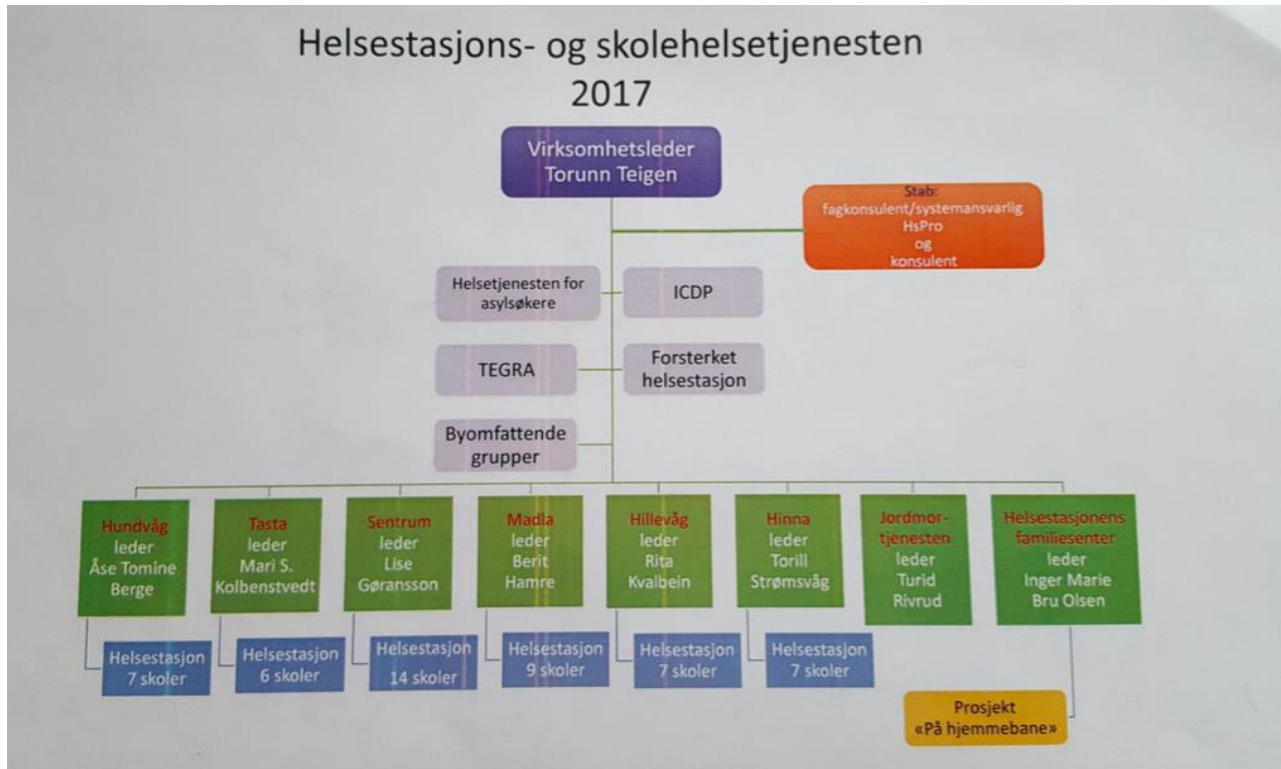 Helsestasjons- og skolehelsetjenesten
2017
Virksomhetsleder
Torunn Teigen
Stab:
fagkonsulent/systemansvarlig
HsPro
og
konsulent
Helsetjenesten for
asylsøkere
ICDP
TEGRA
Forsterket
helsestasjon
Byomfattende
grupper
Hundvåg
leder
Åse Tomine
Berge
Tasta
leder
Mari S.
Kolbenstvedt
Sentrum
leder
Lise
Gøransson
Madla
leder
Berit
Hamre
Hillevåg
leder
Rita
Kvalbein
Hinna
leder
Torill
Strømsvåg
Jordmor-
tjenesten
leder
Turid
Rivrud
Helsestasjonens
familiesenter
leder
Inger Marie
Bru Olsen
Helsestasjon
7 skoler
Helsestasjon
6 skoler
Helsestasjon
14 skoler
Helsestasjon
9 skoler
Helsestasjon
7 skoler
Helsestasjon
7 skoler
Prosjekt
«På hjemmebane»